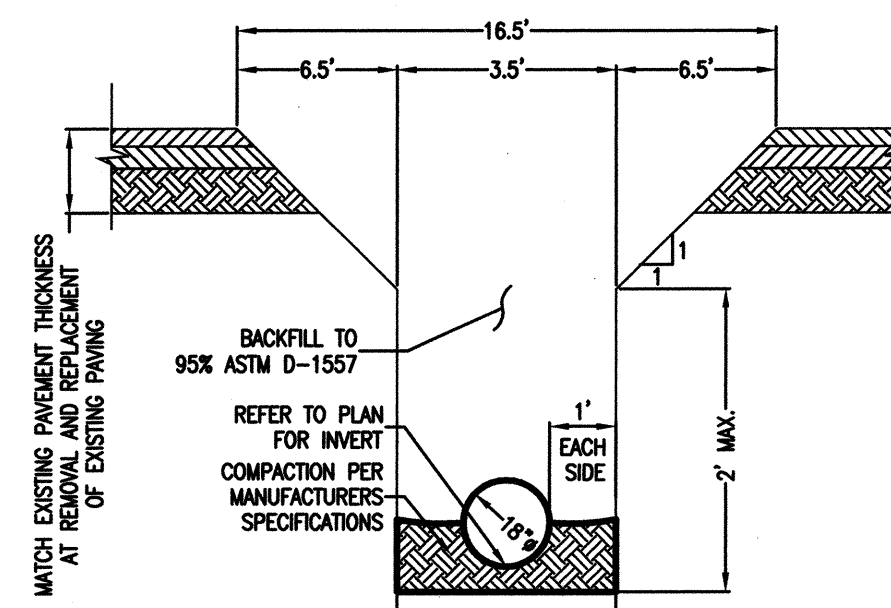 16.5'
6.5'
3.5'
6.5'
1
1
MATCH EXISTING PAVEMENT THICKNESS
AT REMOVAL AND REPLACEMENT
OF EXISTING PAVING
BACKFILL TO
95% ASTM D-1557
REFER TO PLAN
FOR INVERT
COMPACTION PER
MANUFACTURERS
SPECIFICATIONS
1'
EACH
SIDE
18"ø
2' MAX.